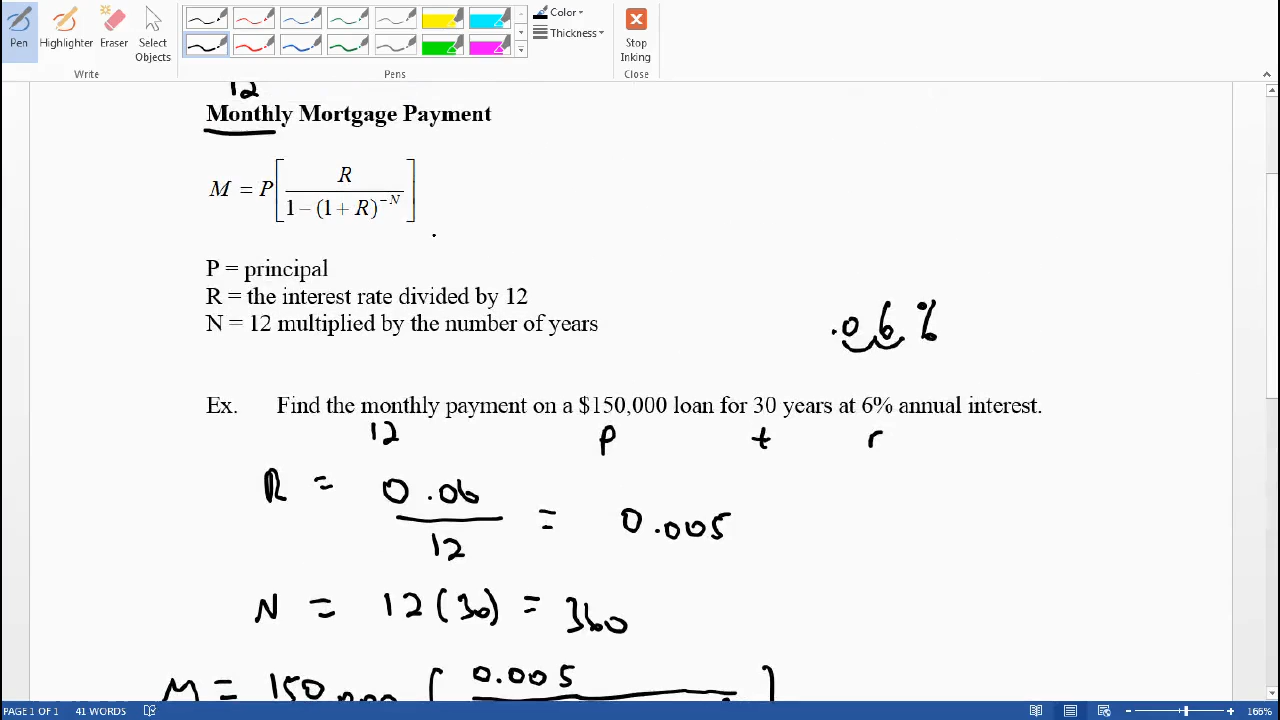 Pen
Highlighter
Eraser
Select
Objects
Color
Thickness
Stop
Inking
Write
Pens
Close
12
Monthly Mortgage Payment
M = P[R / 1 – (1 + R)^–N]
P = principal
R = the interest rate divided by 12
N = 12 multiplied by the number of years
.06%
Ex. Find the monthly payment on a $150,000 loan for 30 years at 6% annual interest.
12 P t r
R = 0.06 / 12 = 0.005
N = 12(30) = 360
M = 150,000 [ 0.005 ]
PAGE 1 OF 1 41 WORDS 166%